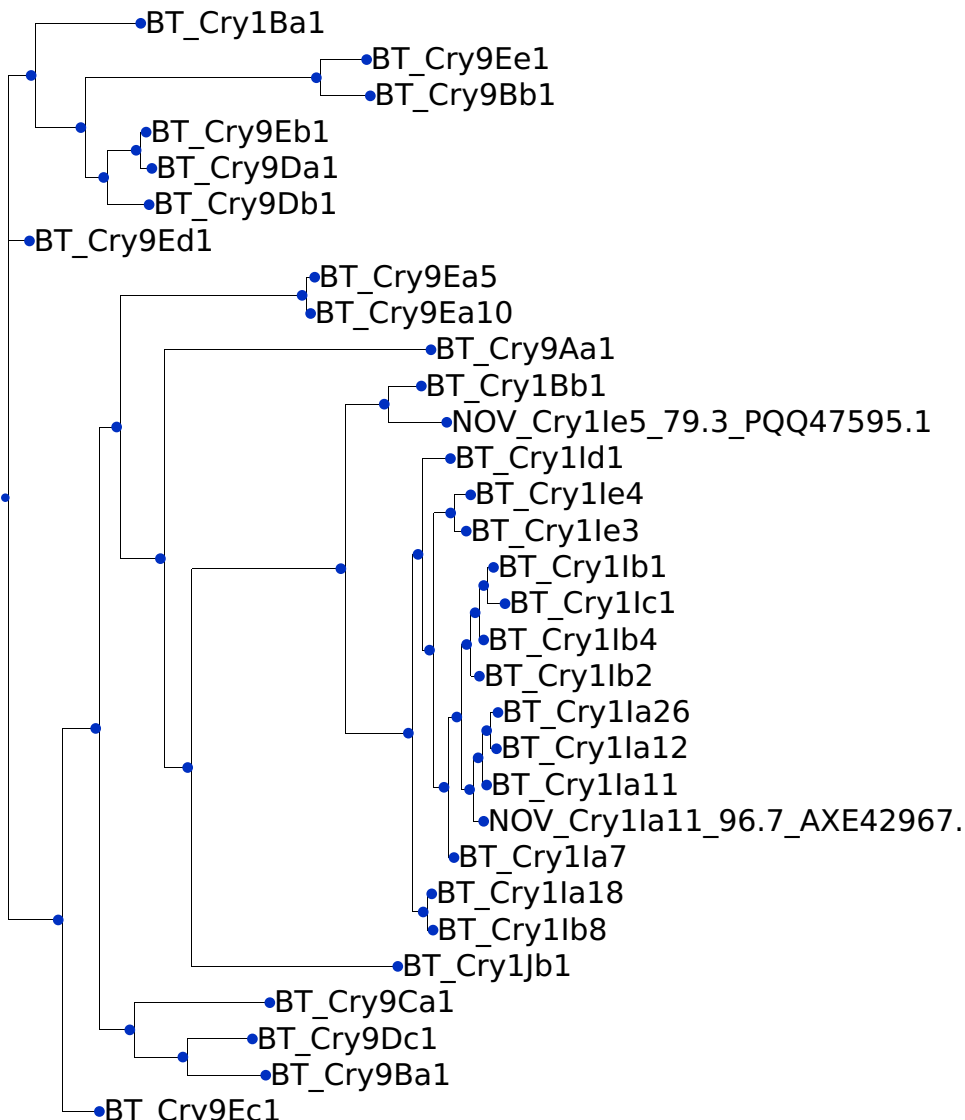 BT_Cry1Ba1
BT_Cry9Ee1
BT_Cry9Bb1
BT_Cry9Eb1
BT_Cry9Da1
BT_Cry9Db1
BT_Cry9Ed1
BT_Cry9Ea5
BT_Cry9Ea10
BT_Cry9Aa1
BT_Cry1Bb1
NOV_Cry1Ie5_79.3_PQQ47595.1
BT_Cry1Id1
BT_Cry1Ie4
BT_Cry1Ie3
BT_Cry1Ib1
BT_Cry1Ic1
BT_Cry1Ib4
BT_Cry1Ib2
BT_Cry1Ia26
BT_Cry1Ia12
BT_Cry1Ia11
NOV_Cry1Ia11_96.7_AXE42967.
BT_Cry1Ia7
BT_Cry1Ia18
BT_Cry1Ib8
BT_Cry1Jb1
BT_Cry9Ca1
BT_Cry9Dc1
BT_Cry9Ba1
BT_Cry9Ec1